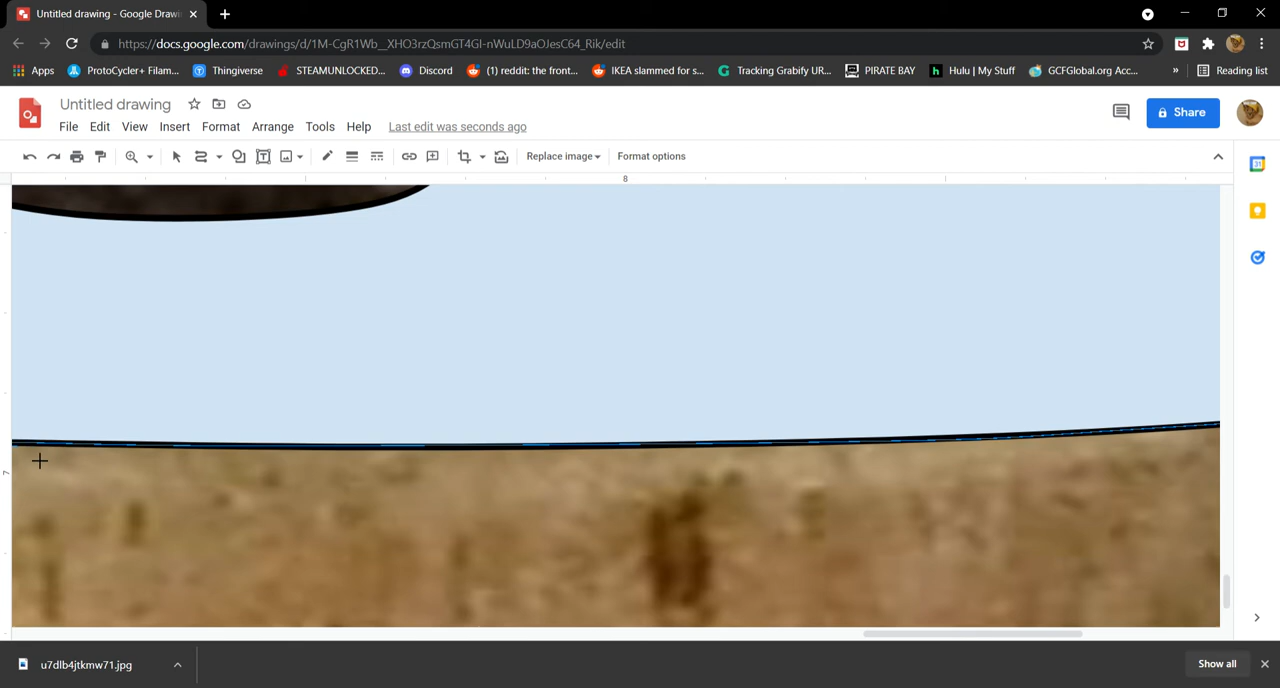 Untitled drawing - Google Drawi
https://docs.google.com/drawings/d/1M-CgR1Wb__XHO3rzQsmGT4GI-nWuLD9aOJesC64_Rik/edit
Apps ProtoCycler+ Filam... Thingiverse STEAMUNLOCKED... Discord (1) reddit: the front... IKEA slammed for s... Tracking Grabify UR... PIRATE BAY Hulu | My Stuff GCFGlobal.org Acc... » Reading list
Untitled drawing
Share
File Edit View Insert Format Arrange Tools Help Last edit was seconds ago
Replace image Format options
31
8
7
u7dlb4jtkmw71.jpg
Show all